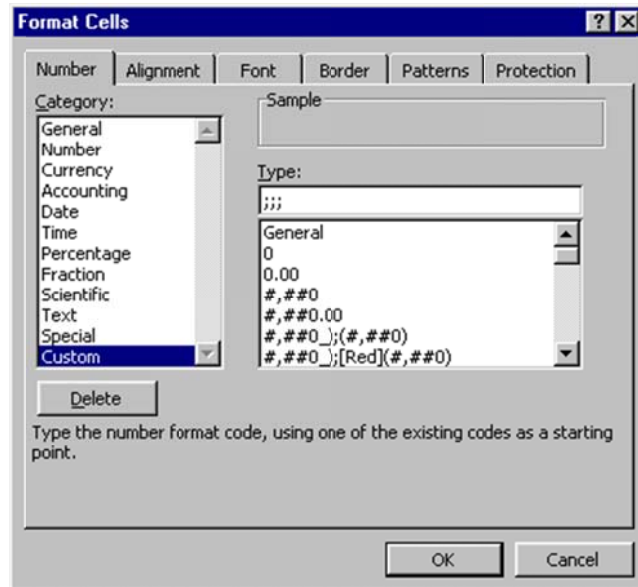 Format Cells
Number
Alignment
Font
Border
Patterns
Protection
Category:
General
Number
Currency
Accounting
Date
Time
Percentage
Fraction
Scientific
Text
Special
Custom
Sample
Type:
;;;
General
0
0.00
#,##0
#,##0.00
#,##0_);(#,##0)
#,##0_);[Red](#,##0)
Delete
Type the number format code, using one of the existing codes as a starting
point.
OK
Cancel